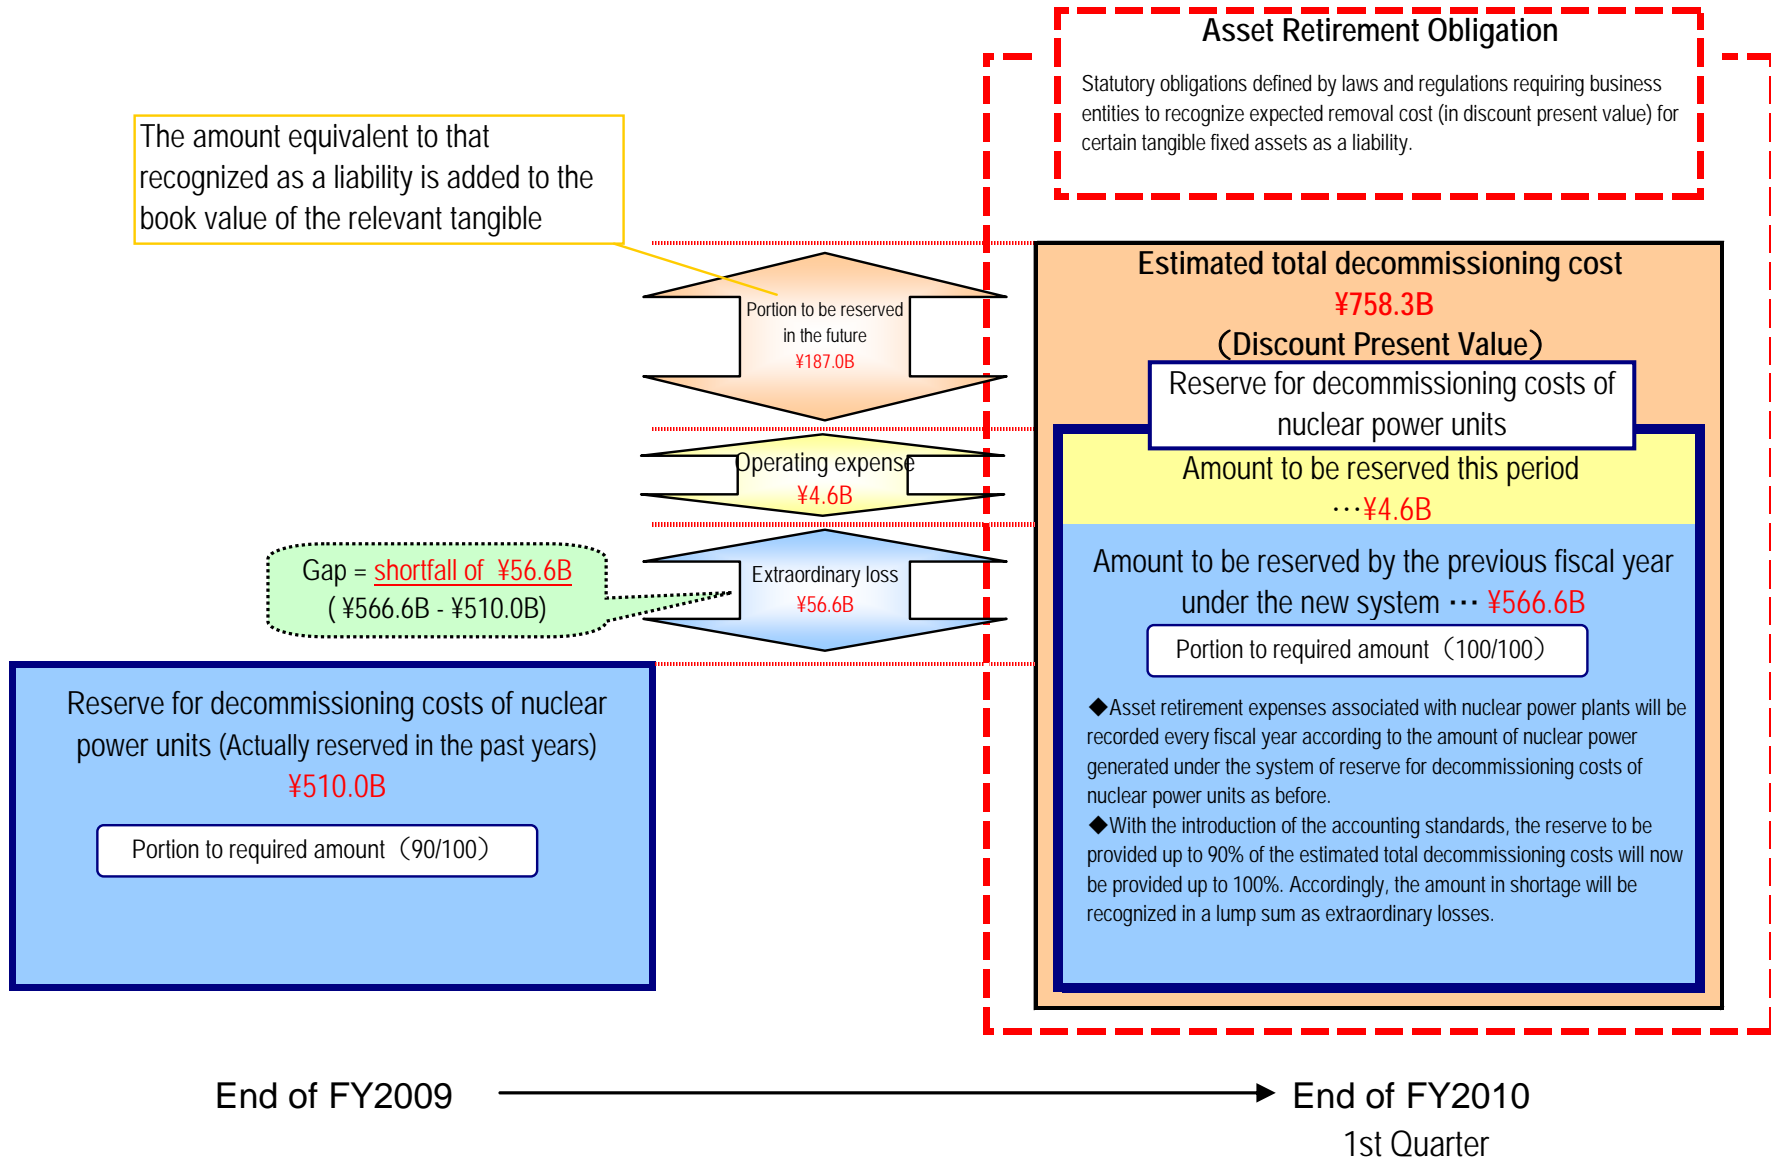 Asset Retirement Obligation
Statutory obligations defined by laws and regulations requiring business
entities to recognize expected removal cost (in discount present value) for
certain tangible fixed assets as a liability.
The amount equivalent to that
recognized as a liability is added to the
book value of the relevant tangible
Portion to be reserved
in the future
¥187.0B
Operating expense
¥4.6B
Extraordinary loss
¥56.6B
Gap = shortfall of ¥56.6B
( ¥566.6B - ¥510.0B)
Reserve for decommissioning costs of nuclear
power units (Actually reserved in the past years)
¥510.0B
Portion to required amount（90/100）
Estimated total decommissioning cost
¥758.3B
（Discount Present Value）
Reserve for decommissioning costs of
nuclear power units
Amount to be reserved this period
…¥4.6B
Amount to be reserved by the previous fiscal year
under the new system … ¥566.6B
Portion to required amount（100/100）
◆Asset retirement expenses associated with nuclear power plants will be
recorded every fiscal year according to the amount of nuclear power
generated under the system of reserve for decommissioning costs of
nuclear power units as before.
◆With the introduction of the accounting standards, the reserve to be
provided up to 90% of the estimated total decommissioning costs will now
be provided up to 100%. Accordingly, the amount in shortage will be
recognized in a lump sum as extraordinary losses.
End of FY2009
End of FY2010
1st Quarter